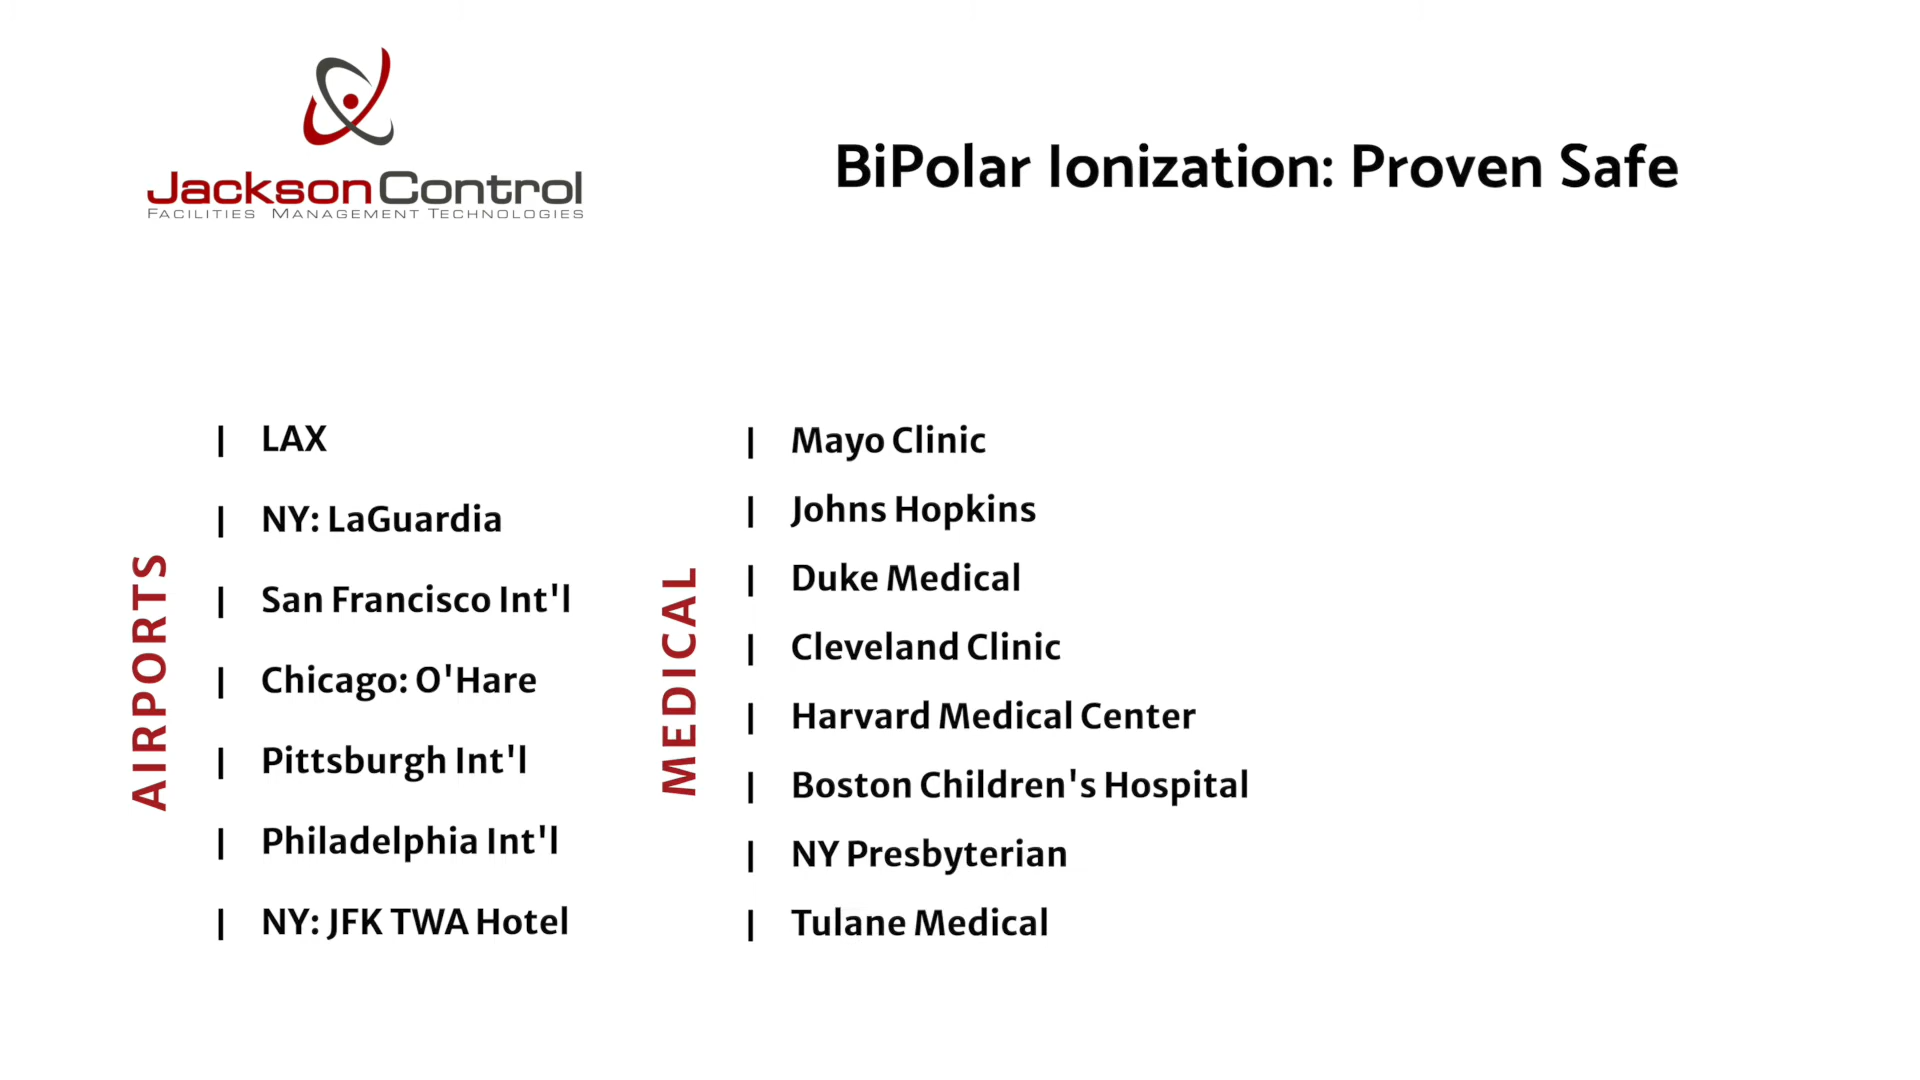 JacksonControl
FACILITIES MANAGEMENT TECHNOLOGIES
BiPolar Ionization: Proven Safe
AIRPORTS
| LAX
| NY: LaGuardia
| San Francisco Int'l
| Chicago: O'Hare
| Pittsburgh Int'l
| Philadelphia Int'l
| NY: JFK TWA Hotel
MEDICAL
| Mayo Clinic
| Johns Hopkins
| Duke Medical
| Cleveland Clinic
| Harvard Medical Center
| Boston Children's Hospital
| NY Presbyterian
| Tulane Medical